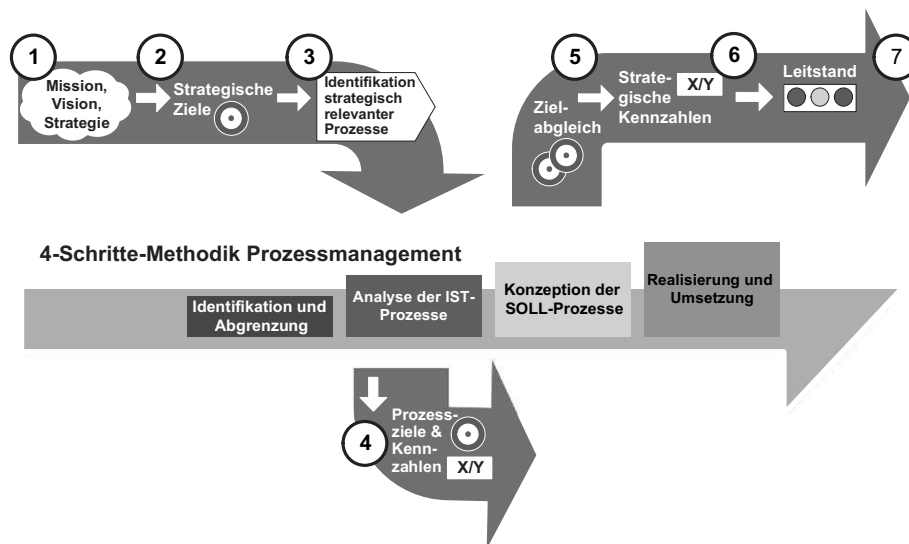 1
Mission,
Vision,
Strategie
2
Strategische
Ziele
3
Identifikation
strategisch
relevanter
Prozesse
5
Ziel-
abgleich
Strate-
gische
Kennzahlen
X/Y
6
Leitstand
7
4-Schritte-Methodik Prozessmanagement
Identifikation und
Abgrenzung
Analyse der IST-
Prozesse
Konzeption der
SOLL-Prozesse
Realisierung und
Umsetzung
4
Prozess-
ziele &
Kenn-
zahlen
X/Y